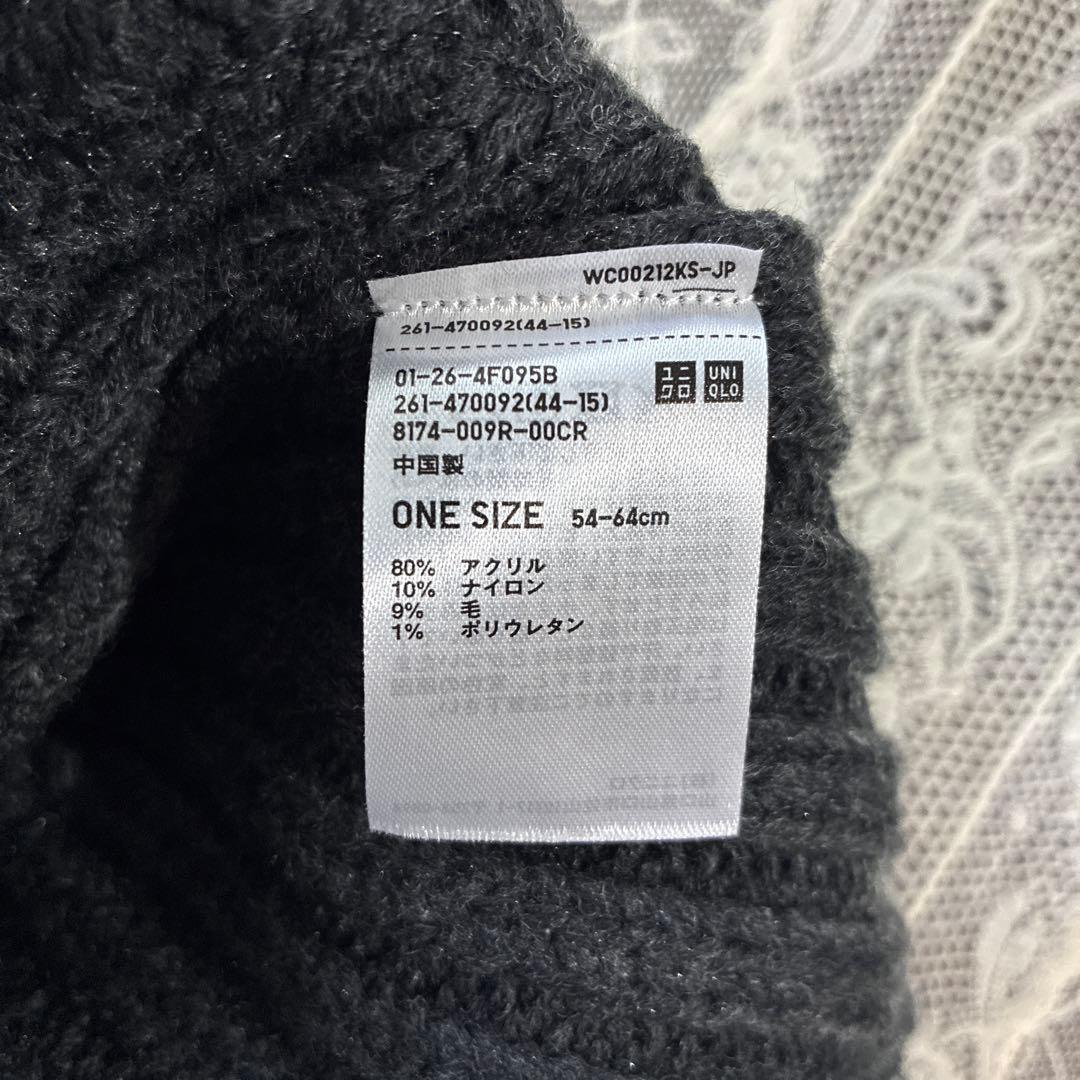 WC00212KS-JP
261-470092(44-15)
01-26-4F095B
ユニクロ UNIQLO
261-470092(44-15)
8174-009R-00CR
中国製
ONE SIZE 54-64cm
80% アクリル
10% ナイロン
9% 毛
1% ポリウレタン